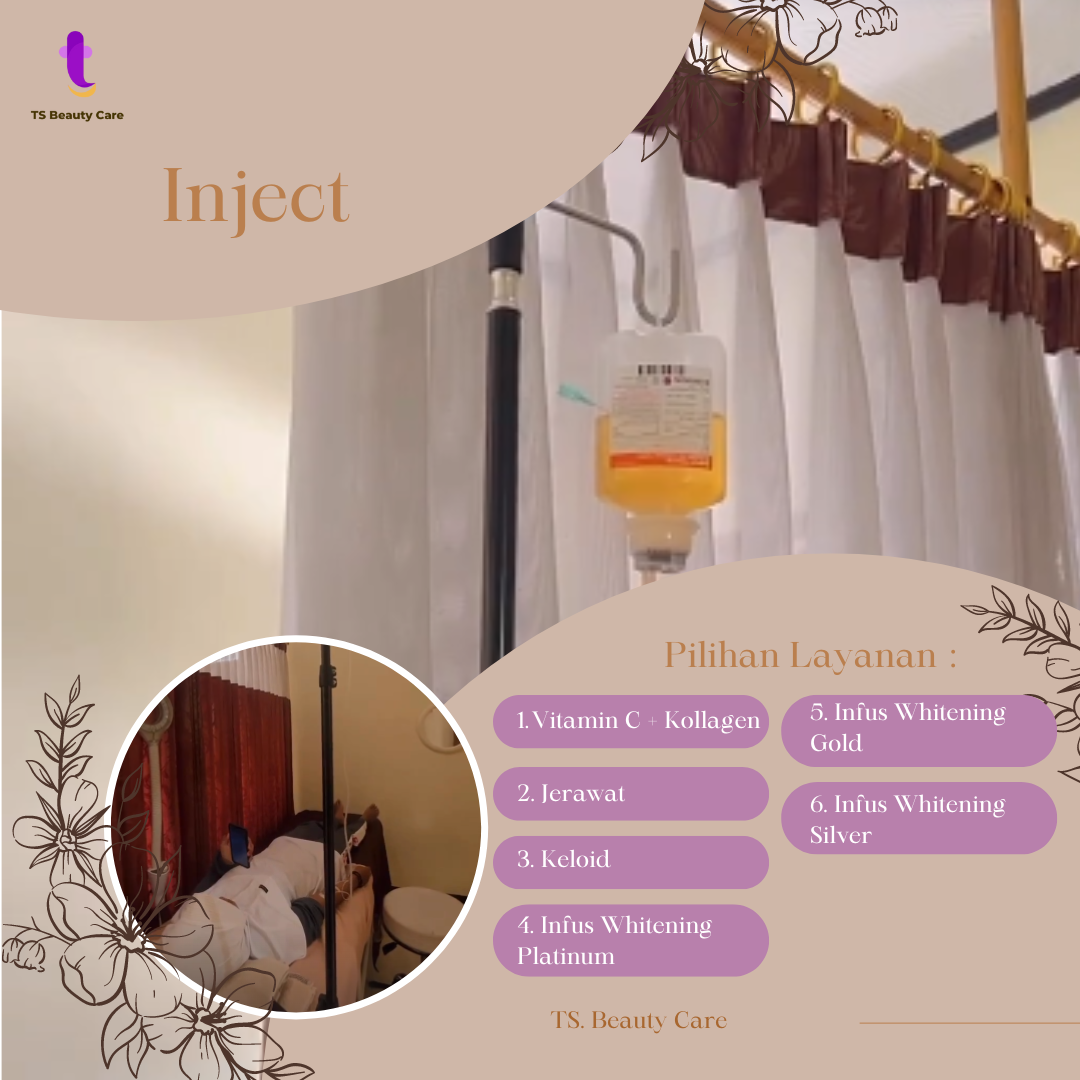 TS Beauty Care
Inject
Pilihan Layanan :
1. Vitamin C + Kollagen
2. Jerawat
3. Keloid
4. Infus Whitening
Platinum
5. Infus Whitening
Gold
6. Infus Whitening
Silver
TS. Beauty Care